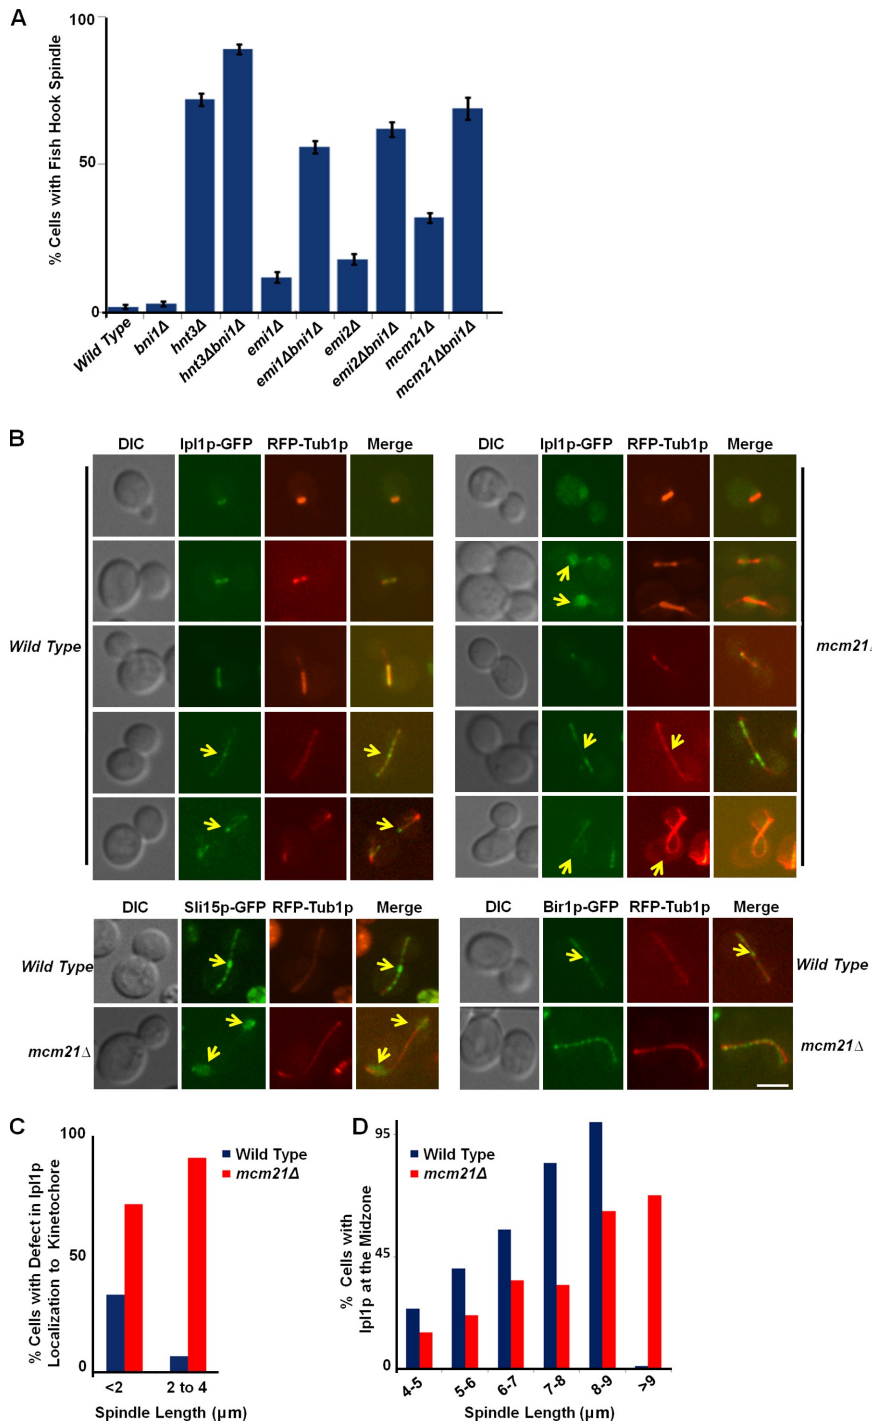 A
% Cells with Fish Hook Spindle
100
50
0
Wild Type
bni1Δ
hnt3Δ
hnt3Δbni1Δ
emi1Δ
emi1Δbni1Δ
emi2Δ
emi2Δbni1Δ
mcm21Δ
mcm21Δbni1Δ
B
DIC Ipl1p-GFP RFP-Tub1p Merge
DIC Ipl1p-GFP RFP-Tub1p Merge
Wild Type
mcm21Δ
DIC Sli15p-GFP RFP-Tub1p Merge
DIC Bir1p-GFP RFP-Tub1p Merge
Wild Type
Wild Type
mcm21Δ
mcm21Δ
C
% Cells with Defect in Ipl1p
Localization to Kinetochore
100
50
0
Wild Type
mcm21Δ
<2
2 to 4
Spindle Length (µm)
D
% Cells with
Ipl1p at the Midzone
95
45
0
Wild Type
mcm21Δ
4-5
5-6
6-7
7-8
8-9
>9
Spindle Length (µm)